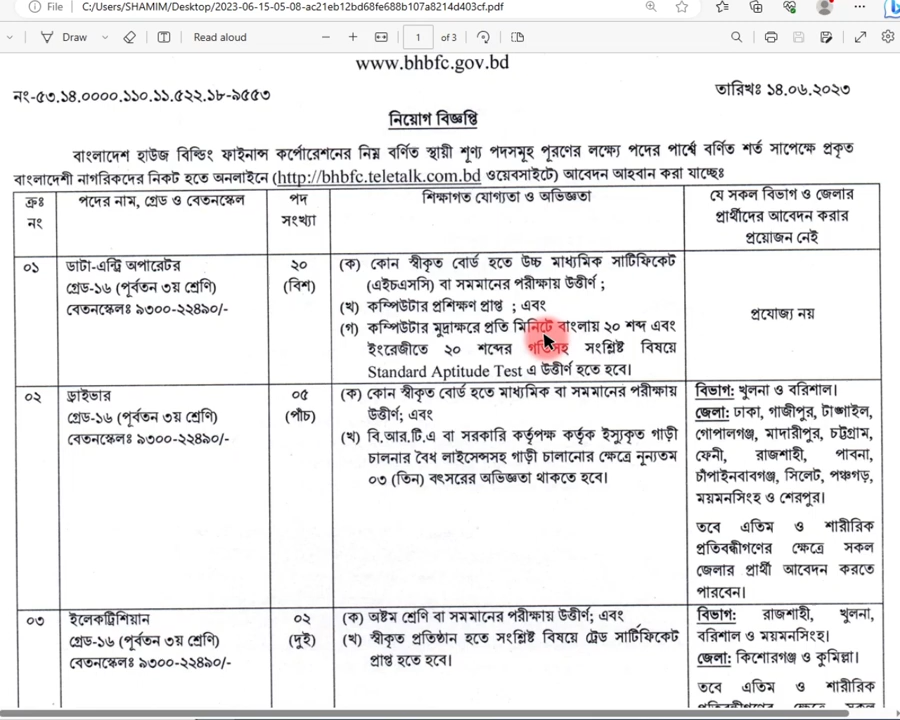 File
C:/Users/SHAMIM/Desktop/2023-06-15-05-08-ac21eb12bd68fe688b107a8214d403cf.pdf
Draw
Read aloud
1
of 3
www.bhbfc.gov.bd
নং-৫৩.১৪.০০০০.১১০.১১.৫২২.১৮-৯৫৫৩
তারিখঃ ১৪.০৬.২০২৩
নিয়োগ বিজ্ঞপ্তি
বাংলাদেশ হাউজ বিল্ডিং ফাইনান্স কর্পোরেশনের নিম্ন বর্ণিত স্থায়ী শূণ্য পদসমূহ পূরণের লক্ষ্যে পদের পার্শ্বে বর্ণিত শর্ত সাপেক্ষে প্রকৃত
বাংলাদেশী নাগরিকদের নিকট হতে অনলাইনে (http://bhbfc.teletalk.com.bd ওয়েবসাইটে) আবেদন আহবান করা যাচ্ছেঃ
ক্রঃ নং
পদের নাম, গ্রেড ও বেতনস্কেল
পদ সংখ্যা
শিক্ষাগত যোগ্যতা ও অভিজ্ঞতা
যে সকল বিভাগ ও জেলার
প্রার্থীদের আবেদন করার
প্রয়োজন নেই
০১
ডাটা-এন্ট্রি অপারেটর
গ্রেড-১৬ (পূর্বতন ৩য় শ্রেণি)
বেতনস্কেলঃ ৯৩০০-২২৪৯০/-
২০
(বিশ)
(ক) কোন স্বীকৃত বোর্ড হতে উচ্চ মাধ্যমিক সার্টিফিকেট
(এইচএসসি) বা সমমানের পরীক্ষায় উত্তীর্ণ ;
(খ) কম্পিউটার প্রশিক্ষণ প্রাপ্ত ; এবং
(গ) কম্পিউটার মুদ্রাক্ষরে প্রতি মিনিটে বাংলায় ২০ শব্দ এবং
ইংরেজীতে ২০ শব্দের গতিসহ সংশ্লিষ্ট বিষয়ে
Standard Aptitude Test এ উত্তীর্ণ হতে হবে।
প্রযোজ্য নয়
০২
ড্রাইভার
গ্রেড-১৬ (পূর্বতন ৩য় শ্রেণি)
বেতনস্কেলঃ ৯৩০০-২২৪৯০/-
০৫
(পাঁচ)
(ক) কোন স্বীকৃত বোর্ড হতে মাধ্যমিক বা সমমানের পরীক্ষায়
উত্তীর্ণ; এবং
(খ) বি.আর.টি.এ বা সরকারি কর্তৃপক্ষ কর্তৃক ইস্যুকৃত গাড়ী
চালনার বৈধ লাইসেন্সসহ গাড়ী চালানোর ক্ষেত্রে নূন্যতম
০৩ (তিন) বৎসরের অভিজ্ঞতা থাকতে হবে।
বিভাগ: খুলনা ও বরিশাল।
জেলা: ঢাকা, গাজীপুর, টাঙ্গাইল,
গোপালগঞ্জ, মাদারীপুর, চট্টগ্রাম,
ফেনী, রাজশাহী, পাবনা,
চাঁপাইনবাবগঞ্জ, সিলেট, পঞ্চগড়,
ময়মনসিংহ ও শেরপুর।
তবে এতিম ও শারীরিক
প্রতিবন্ধীগণের ক্ষেত্রে সকল
জেলার প্রার্থী আবেদন করতে
পারবেন।
০৩
ইলেকট্রিশিয়ান
গ্রেড-১৬ (পূর্বতন ৩য় শ্রেণি)
বেতনস্কেলঃ ৯৩০০-২২৪৯০/-
০২
(দুই)
(ক) অষ্টম শ্রেণি বা সমমানের পরীক্ষায় উত্তীর্ণ; এবং
(খ) স্বীকৃত প্রতিষ্ঠান হতে সংশ্লিষ্ট বিষয়ে ট্রেড সার্টিফিকেট
প্রাপ্ত হতে হবে।
বিভাগ: রাজশাহী, খুলনা,
বরিশাল ও ময়মনসিংহ।
জেলা: কিশোরগঞ্জ ও কুমিল্লা।
তবে এতিম ও শারীরিক
প্রতিবন্ধীগণের ক্ষেত্রে সকল